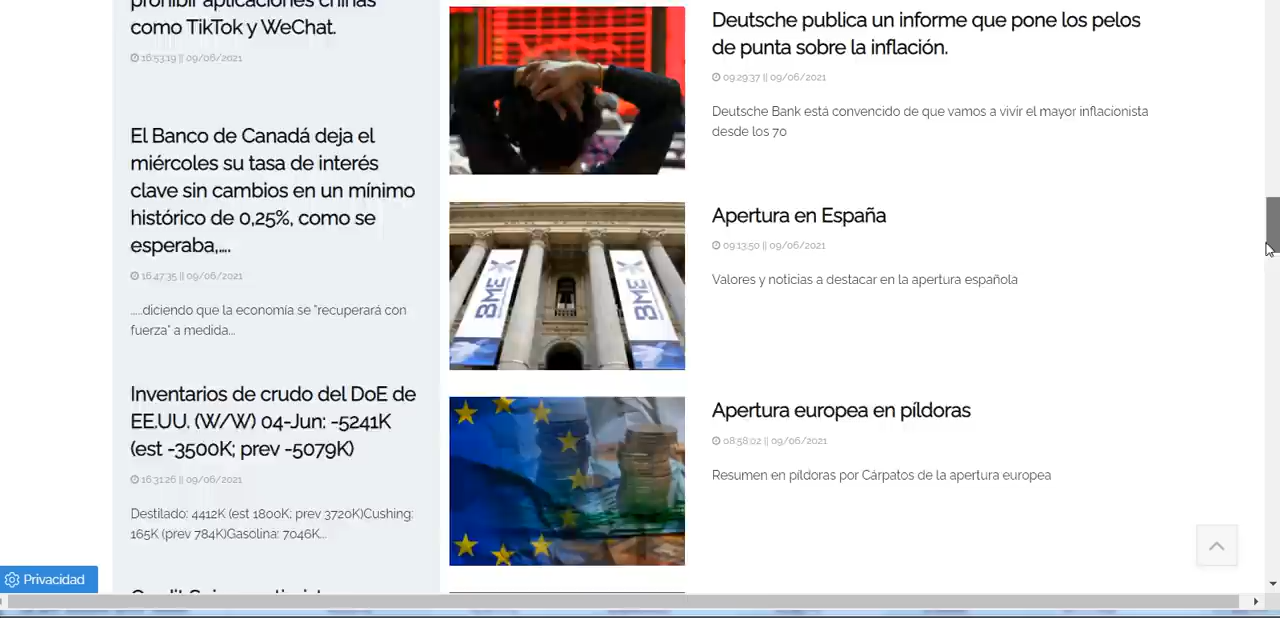 prohibir aplicaciones chinas
como TikTok y WeChat.
16:53:19 || 09/06/2021
El Banco de Canadá deja el
miércoles su tasa de interés
clave sin cambios en un mínimo
histórico de 0,25%, como se
esperaba,....
16:47:35 || 09/06/2021
.....diciendo que la economía se "recuperará con
fuerza" a medida...
Inventarios de crudo del DoE de
EE.UU. (W/W) 04-Jun: -5241K
(est -3500K; prev -5079K)
16:31:26 || 09/06/2021
Destilado: 4412K (est 1800K; prev 3720K)Cushing:
165K (prev 784K)Gasolina: 7046K...
Privacidad
Deutsche publica un informe que pone los pelos
de punta sobre la inflación.
09:29:37 || 09/06/2021
Deutsche Bank está convencido de que vamos a vivir el mayor inflacionista
desde los 70
BME
BME
Apertura en España
09:13:50 || 09/06/2021
Valores y noticias a destacar en la apertura española
Apertura europea en píldoras
08:58:02 || 09/06/2021
Resumen en píldoras por Cárpatos de la apertura europea